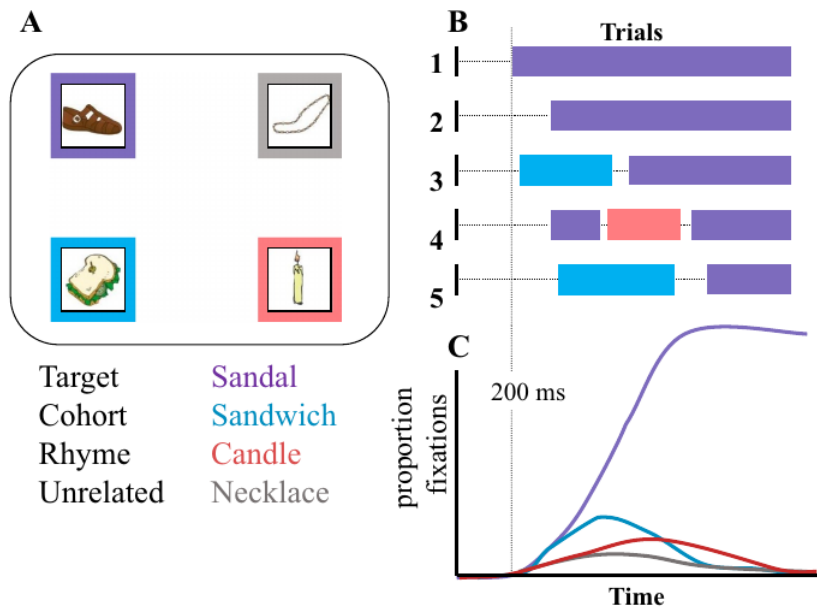 A
B
Trials
1
2
3
4
5
Target Sandal
Cohort Sandwich
Rhyme Candle
Unrelated Necklace
C
200 ms
proportion
fixations
Time